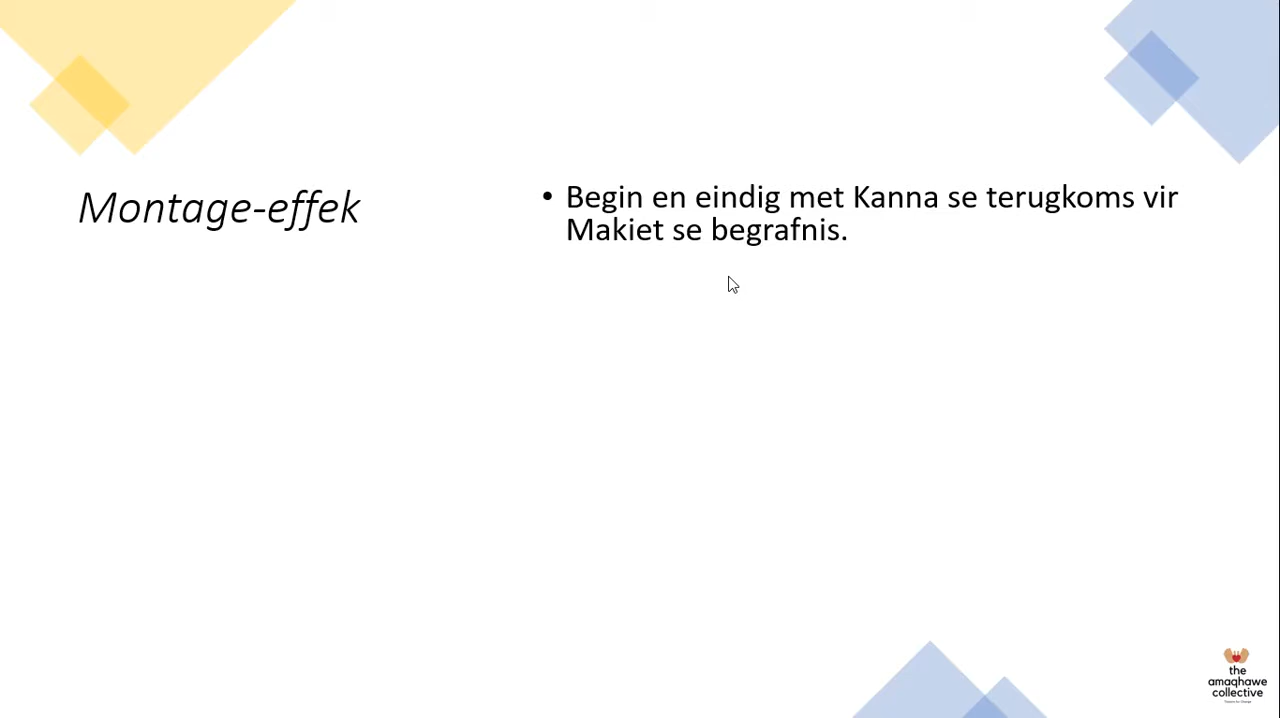 Montage-effek
• Begin en eindig met Kanna se terugkoms vir
Makiet se begrafnis.
the
amaqhawe
collective